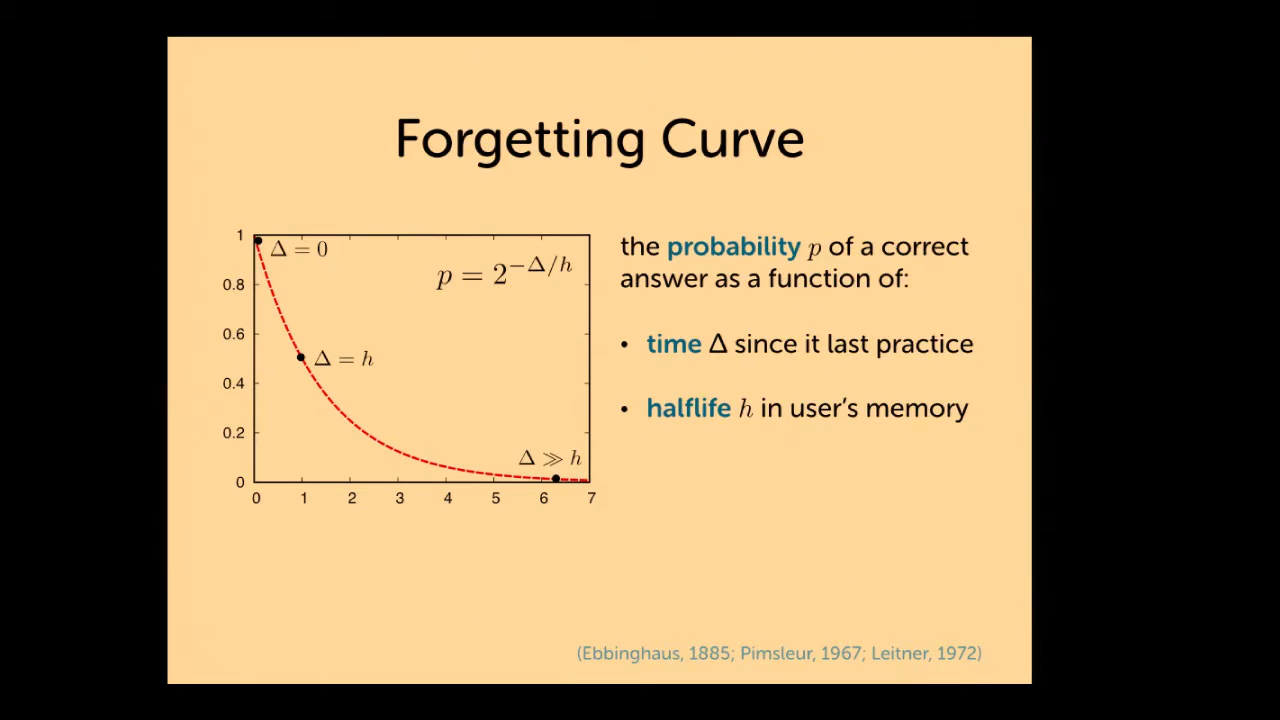 Forgetting Curve
1
0.8
0.6
0.4
0.2
0
0 1 2 3 4 5 6 7
Δ = 0
p = 2^{−Δ/h}
Δ = h
Δ ≫ h
the probability p of a correct
answer as a function of:
• time Δ since it last practice
• halflife h in user’s memory
(Ebbinghaus, 1885; Pimsleur, 1967; Leitner, 1972)